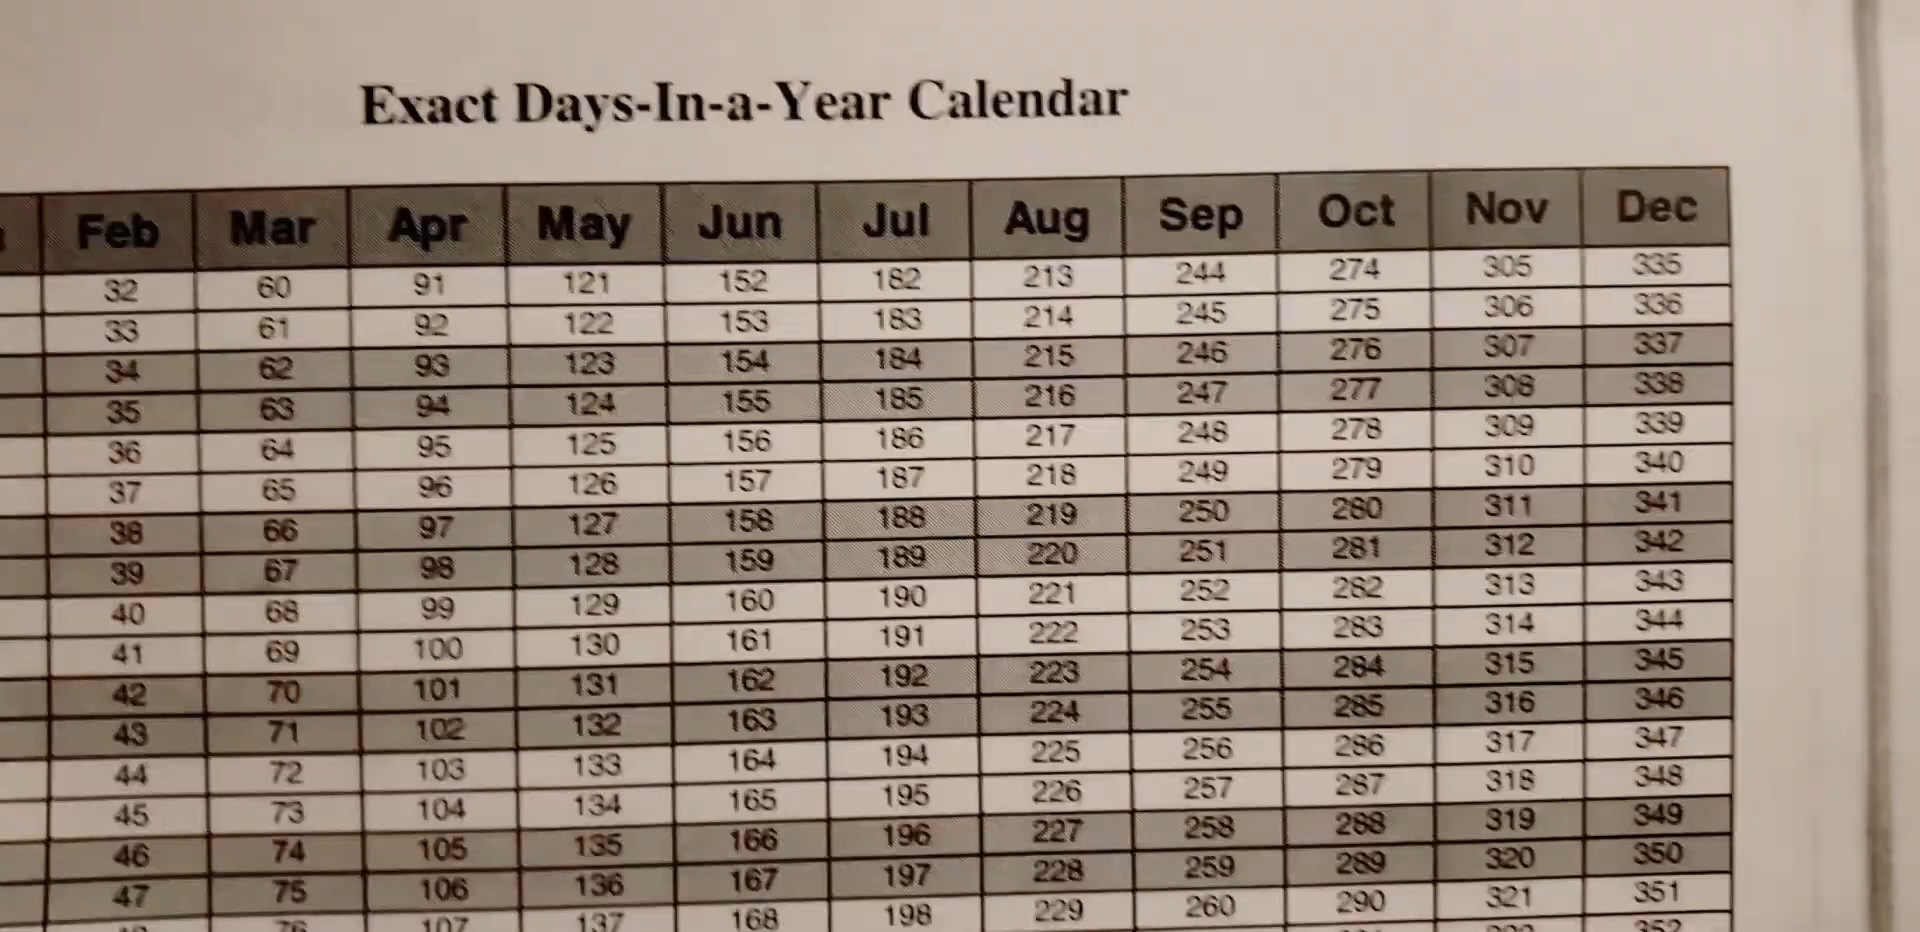 Exact Days-In-a-Year Calendar
Feb Mar Apr May Jun Jul Aug Sep Oct Nov Dec
32 60 91 121 152 182 213 244 274 305 335
33 61 92 122 153 183 214 245 275 306 336
34 62 93 123 154 184 215 246 276 307 337
35 63 94 124 155 185 216 247 277 308 338
36 64 95 125 156 186 217 248 278 309 339
37 65 96 126 157 187 218 249 279 310 340
38 66 97 127 158 188 219 250 280 311 341
39 67 98 128 159 189 220 251 281 312 342
40 68 99 129 160 190 221 252 282 313 343
41 69 100 130 161 191 222 253 283 314 344
42 70 101 131 162 192 223 254 284 315 345
43 71 102 132 163 193 224 255 285 316 346
44 72 103 133 164 194 225 256 286 317 347
45 73 104 134 165 195 226 257 287 318 348
46 74 105 135 166 196 227 258 288 319 349
47 75 106 136 167 197 228 259 289 320 350
76 107 137 168 198 229 260 290 321 351
352